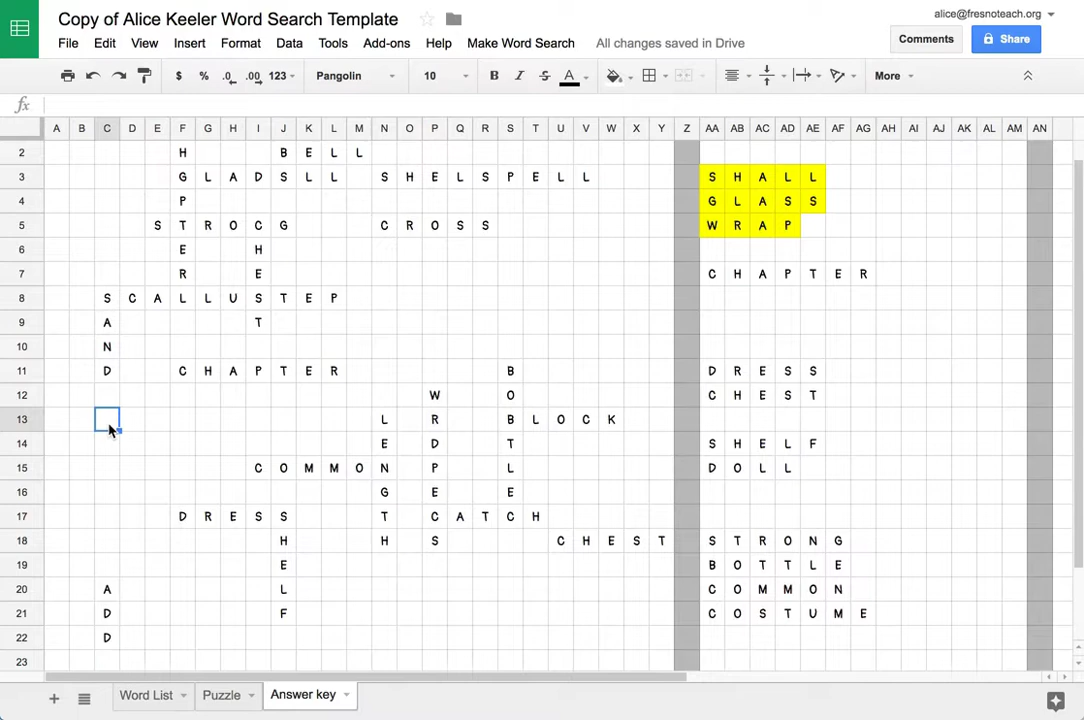 Copy of Alice Keeler Word Search Template
alice@fresnoteach.org
File Edit View Insert Format Data Tools Add-ons Help Make Word Search All changes saved in Drive
Comments Share
$ % .0 .00 123 Pangolin 10 B I S A More
fx
A B C D E F G H I J K L M N O P Q R S T U V W X Y Z AA AB AC AD AE AF AG AH AI AJ AK AL AM AN
2 H B E L L
3 G L A D S L L S H E L S P E L L S H A L L
4 P G L A S S
5 S T R O C G C R O S S W R A P
6 E H
7 R E C H A P T E R
8 S C A L L U S T E P
9 A T
10 N
11 D C H A P T E R B D R E S S
12 W O C H E S T
13 L R B L O C K
14 E D T S H E L F
15 C O M M O N P L D O L L
16 G E E
17 D R E S S T C A T C H
18 H H S C H E S T S T R O N G
19 E B O T T L E
20 A L C O M M O N
21 D F C O S T U M E
22 D
23
Word List Puzzle Answer key